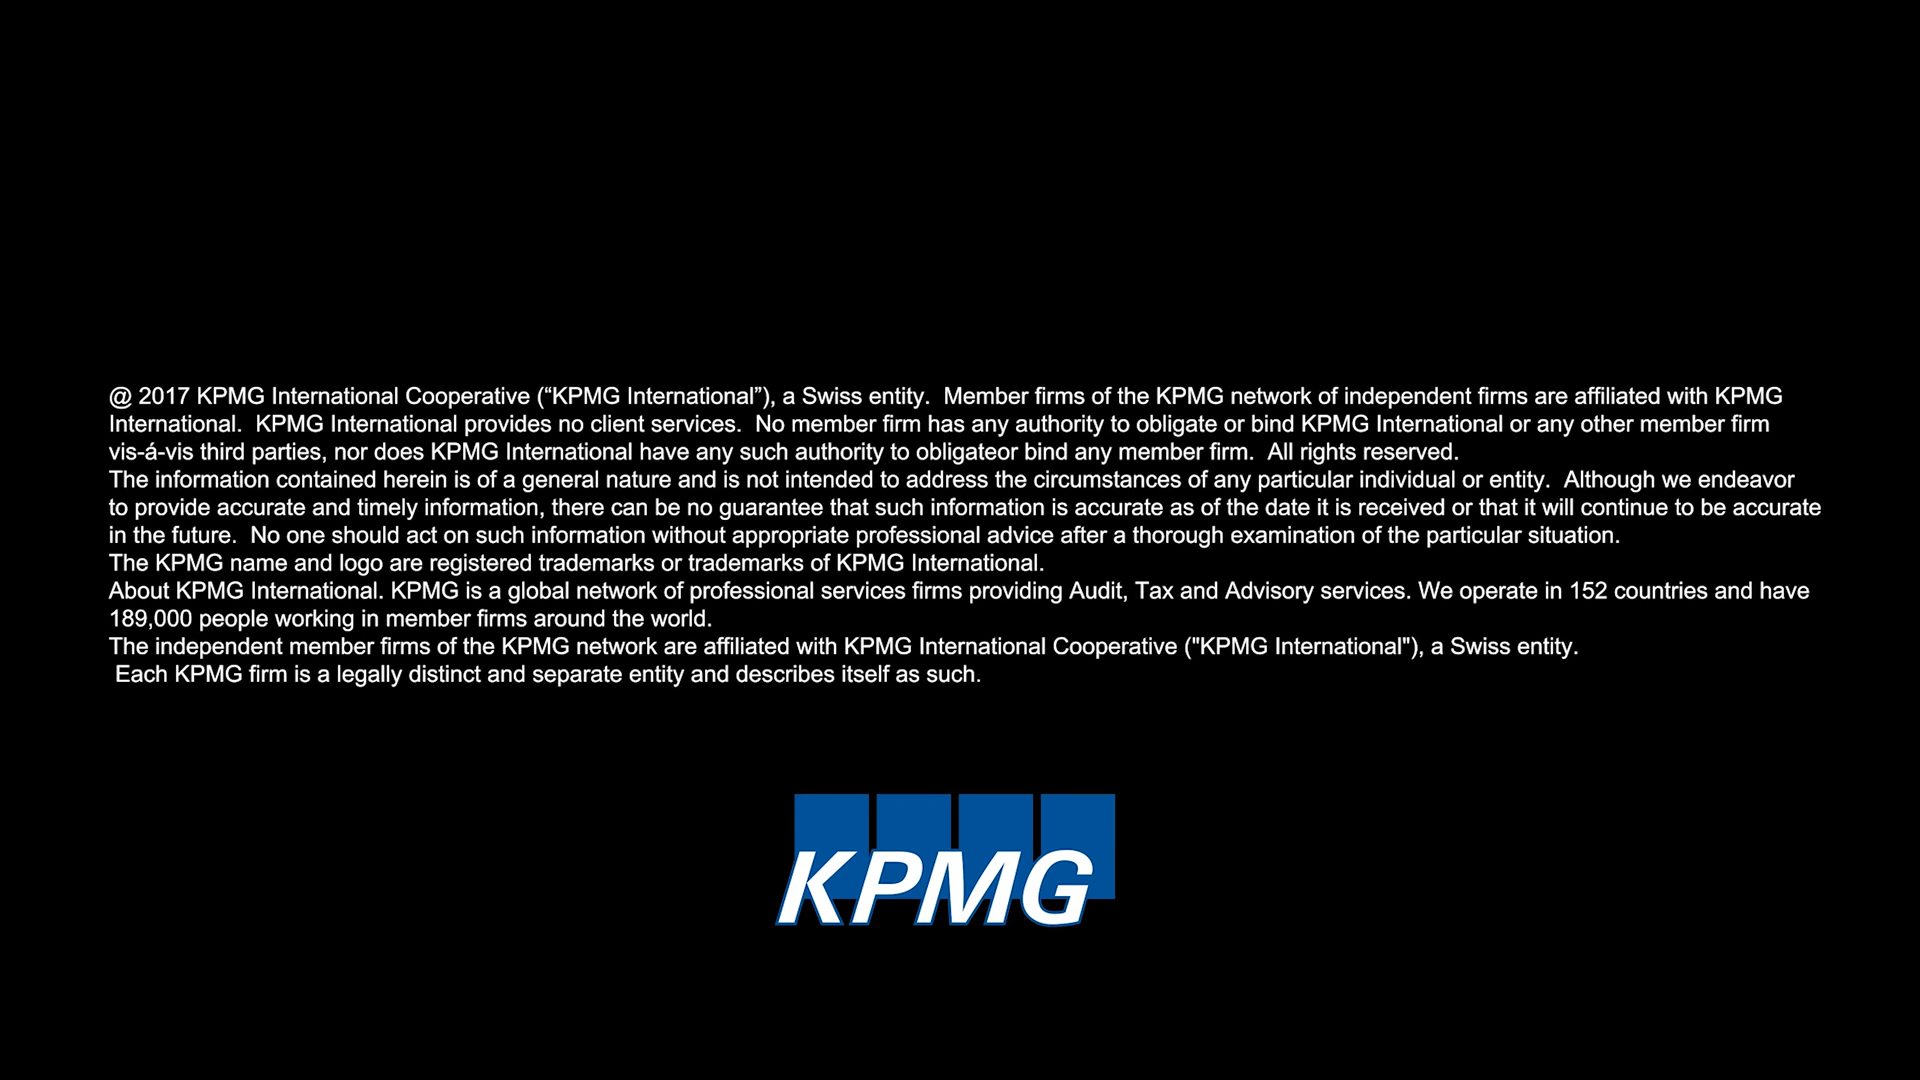 @ 2017 KPMG International Cooperative (“KPMG International”), a Swiss entity.  Member firms of the KPMG network of independent firms are affiliated with KPMG
International.  KPMG International provides no client services.  No member firm has any authority to obligate or bind KPMG International or any other member firm
vis-á-vis third parties, nor does KPMG International have any such authority to obligateor bind any member firm.  All rights reserved.
The information contained herein is of a general nature and is not intended to address the circumstances of any particular individual or entity.  Although we endeavor
to provide accurate and timely information, there can be no guarantee that such information is accurate as of the date it is received or that it will continue to be accurate
in the future.  No one should act on such information without appropriate professional advice after a thorough examination of the particular situation.
The KPMG name and logo are registered trademarks or trademarks of KPMG International.
About KPMG International. KPMG is a global network of professional services firms providing Audit, Tax and Advisory services. We operate in 152 countries and have
189,000 people working in member firms around the world.
The independent member firms of the KPMG network are affiliated with KPMG International Cooperative ("KPMG International"), a Swiss entity.
Each KPMG firm is a legally distinct and separate entity and describes itself as such.
KPMG